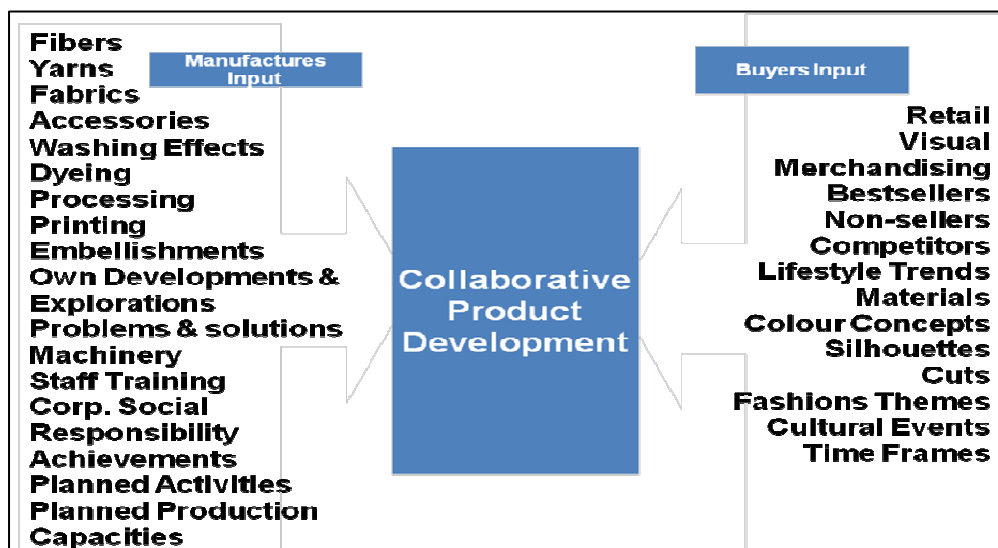 Manufactures
Input
Fibers
Yarns
Fabrics
Accessories
Washing Effects
Dyeing
Processing
Printing
Embellishments
Own Developments &
Explorations
Problems & solutions
Machinery
Staff Training
Corp. Social
Responsibility
Achievements
Planned Activities
Planned Production
Capacities
Collaborative
Product
Development
Buyers Input
Retail
Visual
Merchandising
Bestsellers
Non-sellers
Competitors
Lifestyle Trends
Materials
Colour Concepts
Silhouettes
Cuts
Fashions Themes
Cultural Events
Time Frames